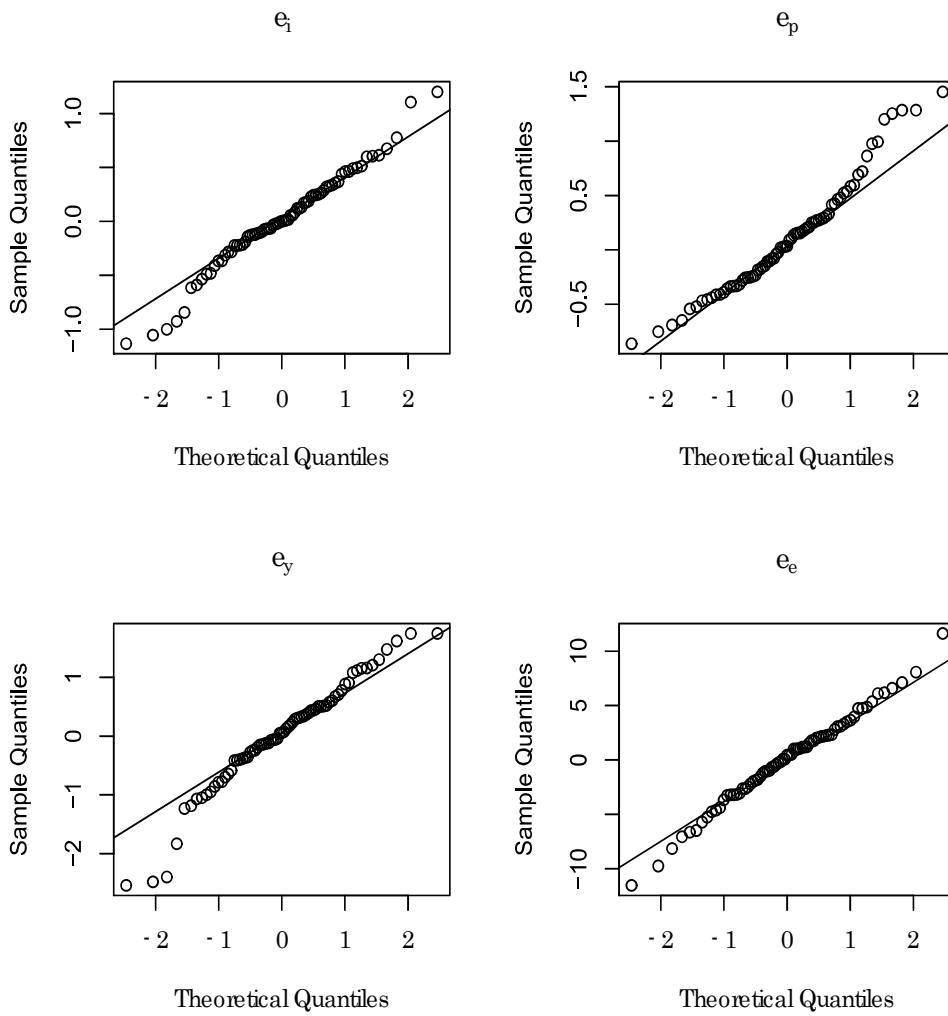 e_i
Sample Quantiles
1.0
0.0
−1.0
- 2 - 1 0 1 2
Theoretical Quantiles
e_p
Sample Quantiles
1.5
0.5
−0.5
- 2 - 1 0 1 2
Theoretical Quantiles
e_y
Sample Quantiles
1
0
−1
−2
- 2 - 1 0 1 2
Theoretical Quantiles
e_e
Sample Quantiles
10
5
0
−10
- 2 - 1 0 1 2
Theoretical Quantiles